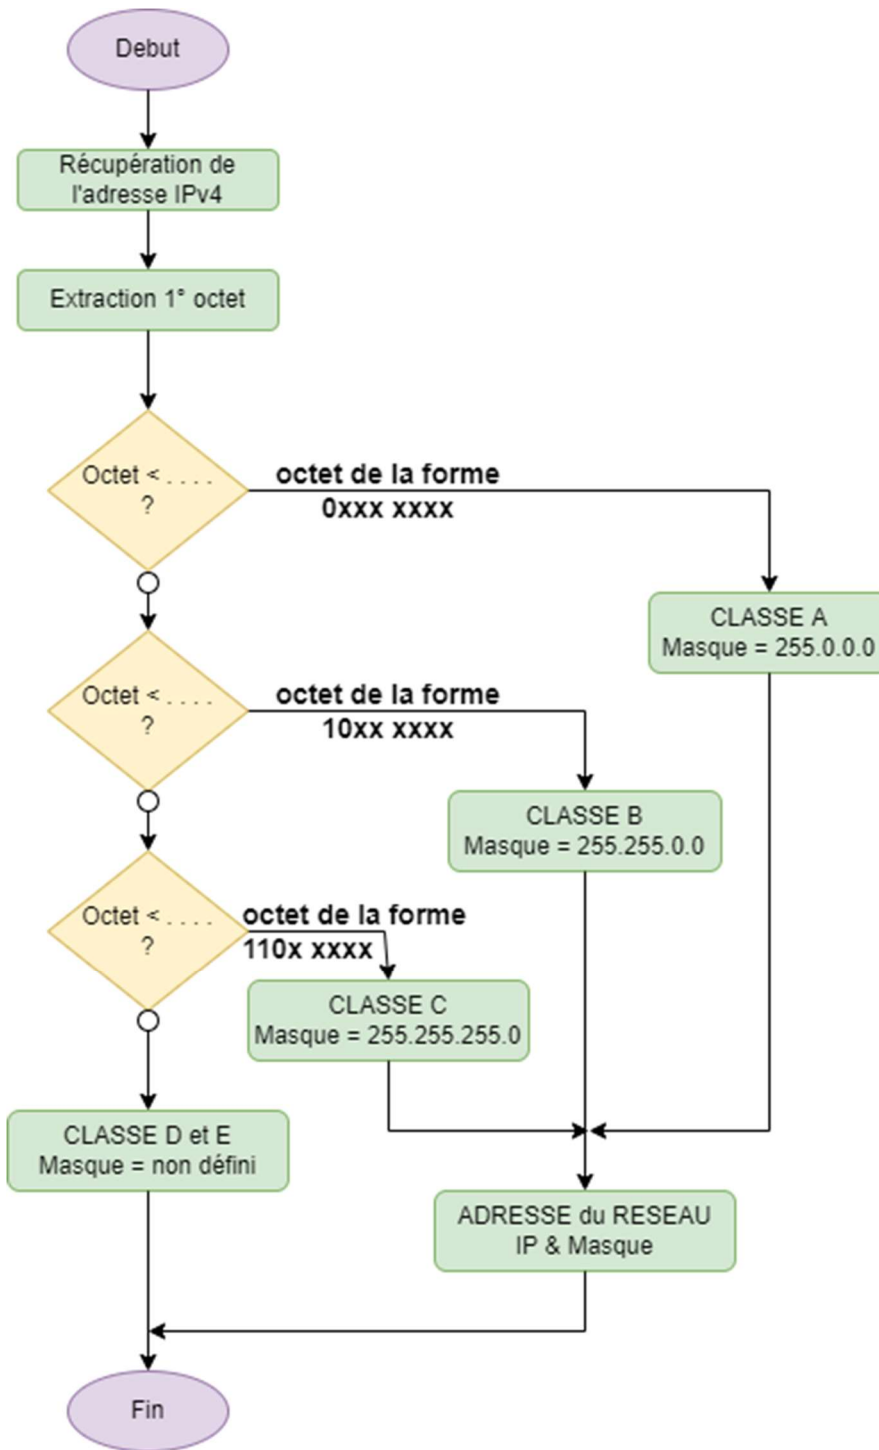 Debut
Récupération de
l'adresse IPv4
Extraction 1° octet
Octet < . . . .
?
octet de la forme
0xxx xxxx
CLASSE A
Masque = 255.0.0.0
Octet < . . . .
?
octet de la forme
10xx xxxx
CLASSE B
Masque = 255.255.0.0
Octet < . . . .
?
octet de la forme
110x xxxx
CLASSE C
Masque = 255.255.255.0
CLASSE D et E
Masque = non défini
ADRESSE du RESEAU
IP & Masque
Fin